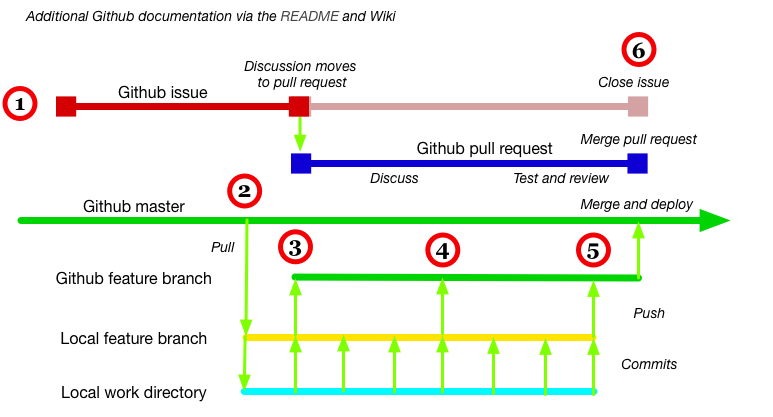 Additional Github documentation via the README and Wiki
6
Discussion moves
to pull request
Close issue
1
Github issue
Merge pull request
Github pull request
Discuss
Test and review
2
Github master
Merge and deploy
Pull
3
4
5
Github feature branch
Push
Local feature branch
Commits
Local work directory